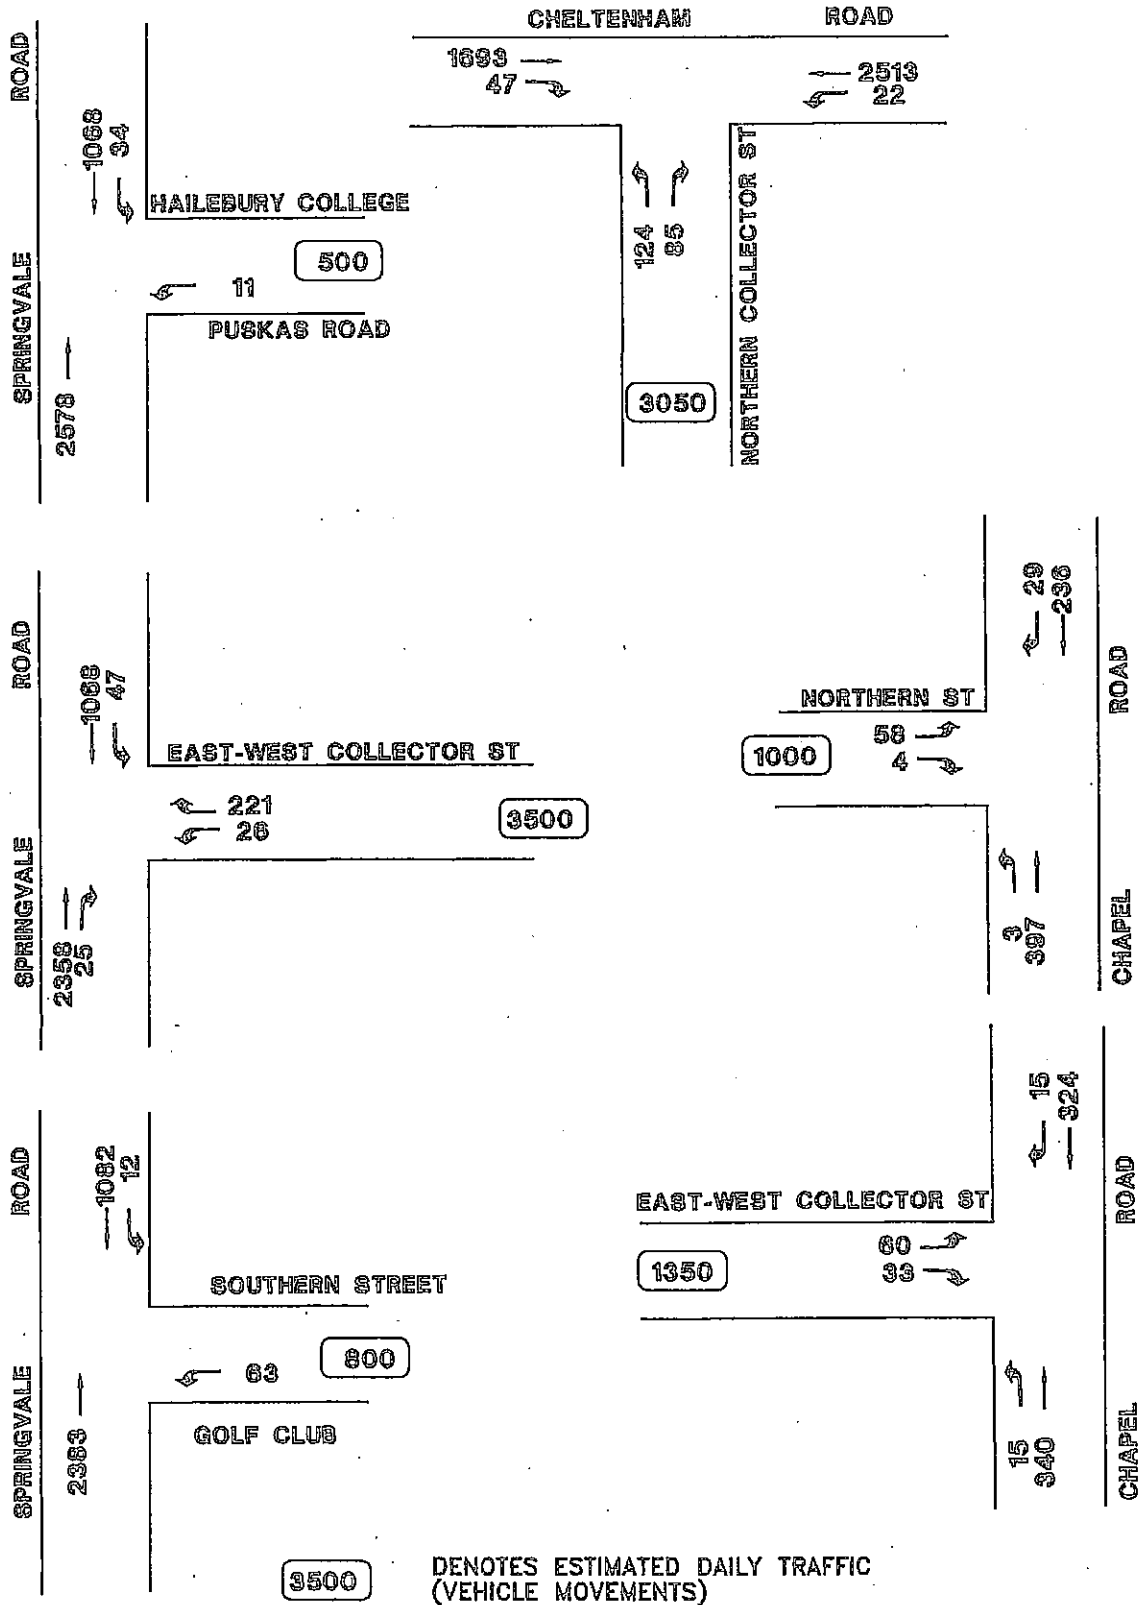 CHELTENHAM ROAD
1693
47
2513
22
124
85
NORTHERN COLLECTOR ST
3050
ROAD
SPRINGVALE
1068
34
HAILEBURY COLLEGE
500
11
PUSKAS ROAD
2578
ROAD
SPRINGVALE
1068
47
EAST-WEST COLLECTOR ST
221
26
3500
2358
25
29
236
ROAD
CHAPEL
NORTHERN ST
58
4
1000
3
397
ROAD
SPRINGVALE
1082
12
SOUTHERN STREET
800
63
GOLF CLUB
2383
15
324
ROAD
CHAPEL
EAST-WEST COLLECTOR ST
60
33
1350
15
340
3500
DENOTES ESTIMATED DAILY TRAFFIC
(VEHICLE MOVEMENTS)